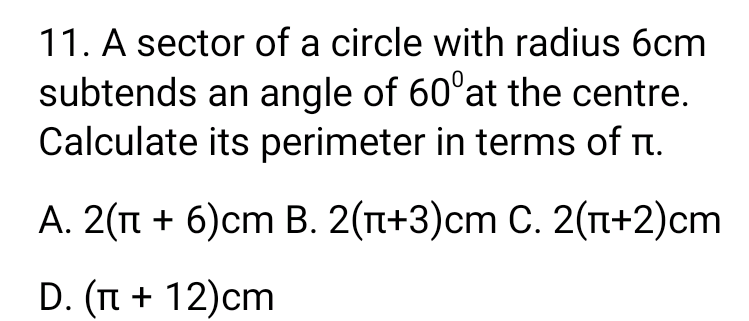 11. A sector of a circle with radius 6cm
subtends an angle of 60⁰at the centre.
Calculate its perimeter in terms of π.
A. 2(π + 6)cm B. 2(π+3)cm C. 2(π+2)cm
D. (π + 12)cm